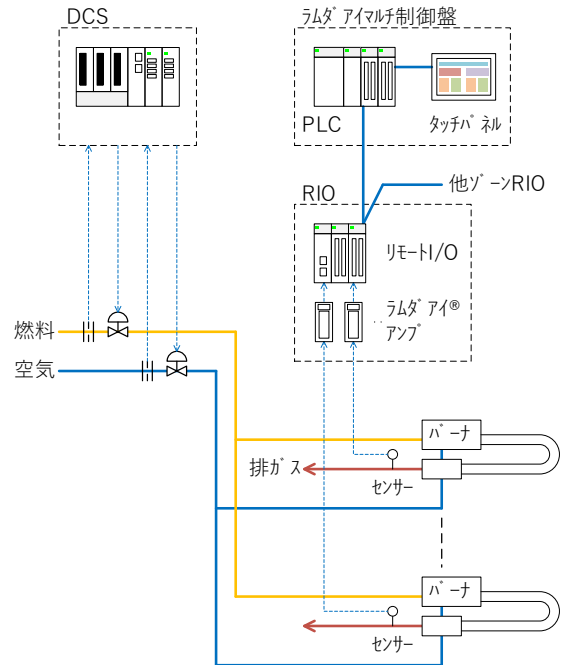 DCS
ラムダアイマルチ制御盤
PLC
タッチパネル
RIO
他ゾーンRIO
リモートI/O
ラムダアイ®
アンプ
燃料
空気
バーナ
排ガス
センサー
バーナ
センサー